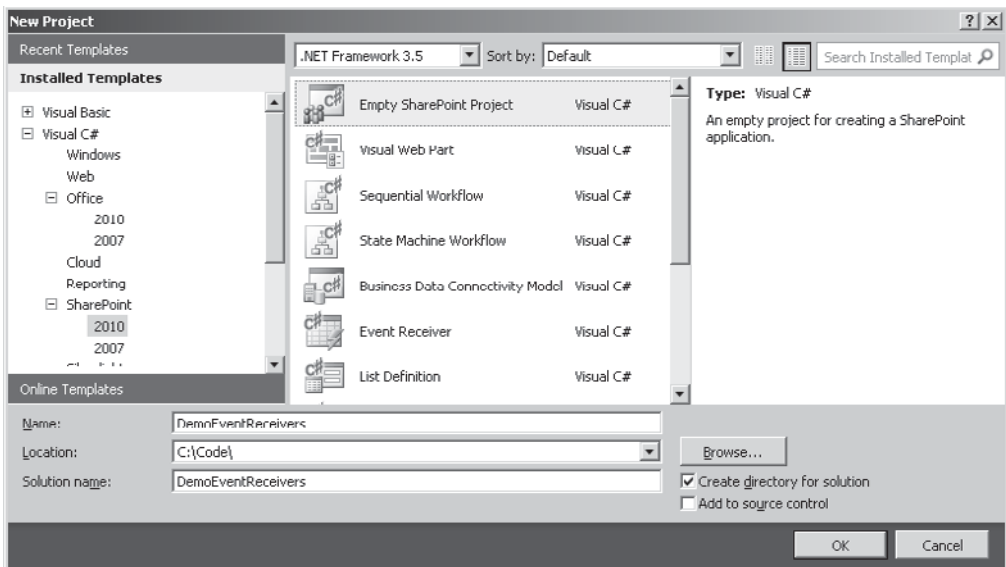 New Project
Recent Templates
Installed Templates
Visual Basic
Visual C#
Windows
Web
Office
2010
2007
Cloud
Reporting
SharePoint
2010
2007
Online Templates
.NET Framework 3.5
Sort by: Default
Search Installed Templat
Empty SharePoint Project Visual C#
Visual Web Part Visual C#
Sequential Workflow Visual C#
State Machine Workflow Visual C#
Business Data Connectivity Model Visual C#
Event Receiver Visual C#
List Definition Visual C#
Type: Visual C#
An empty project for creating a SharePoint
application.
Name: DemoEventReceivers
Location: C:\Code\
Browse...
Solution name: DemoEventReceivers
Create directory for solution
Add to source control
OK Cancel